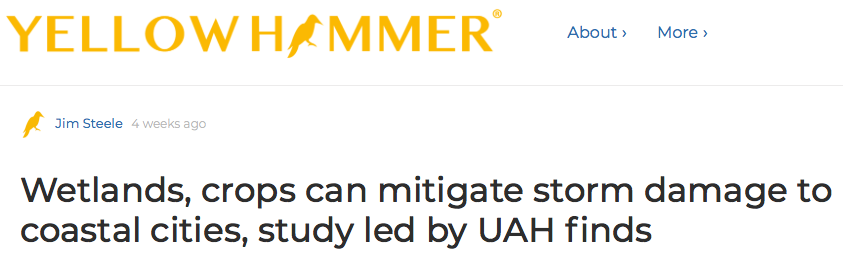 YELLOWHAMMER®
About ›
More ›
Jim Steele 4 weeks ago
Wetlands, crops can mitigate storm damage to
coastal cities, study led by UAH finds